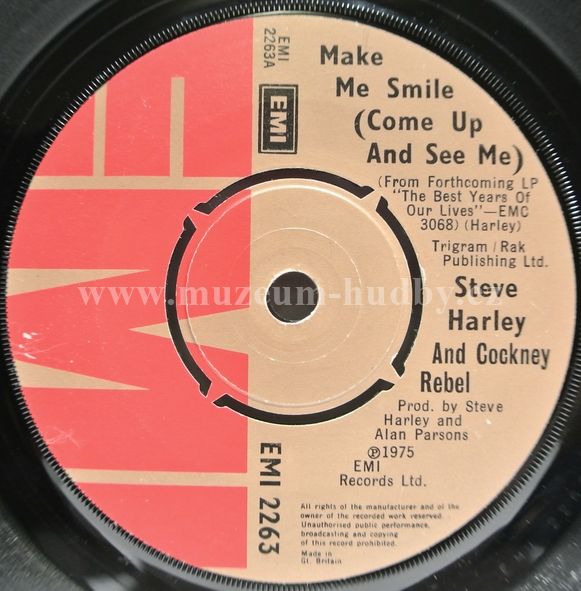 EMI
2263A
EMI
Make
Me Smile
(Come Up
And See Me)
(From Forthcoming LP
"The Best Years Of
Our Lives"—EMC
3068) (Harley)
Trigram/Rak
Publishing Ltd.
www.muzeum-hudby.cz
Steve
Harley
And Cockney
Rebel
Prod. by Steve
Harley and
Alan Parsons
℗1975
EMI
Records Ltd.
EMI 2263
All rights of the manufacturer and of the
owner of the recorded work reserved.
Unauthorised public performance,
broadcasting and copying
of this record prohibited.
Made in
Gt. Britain
EMI